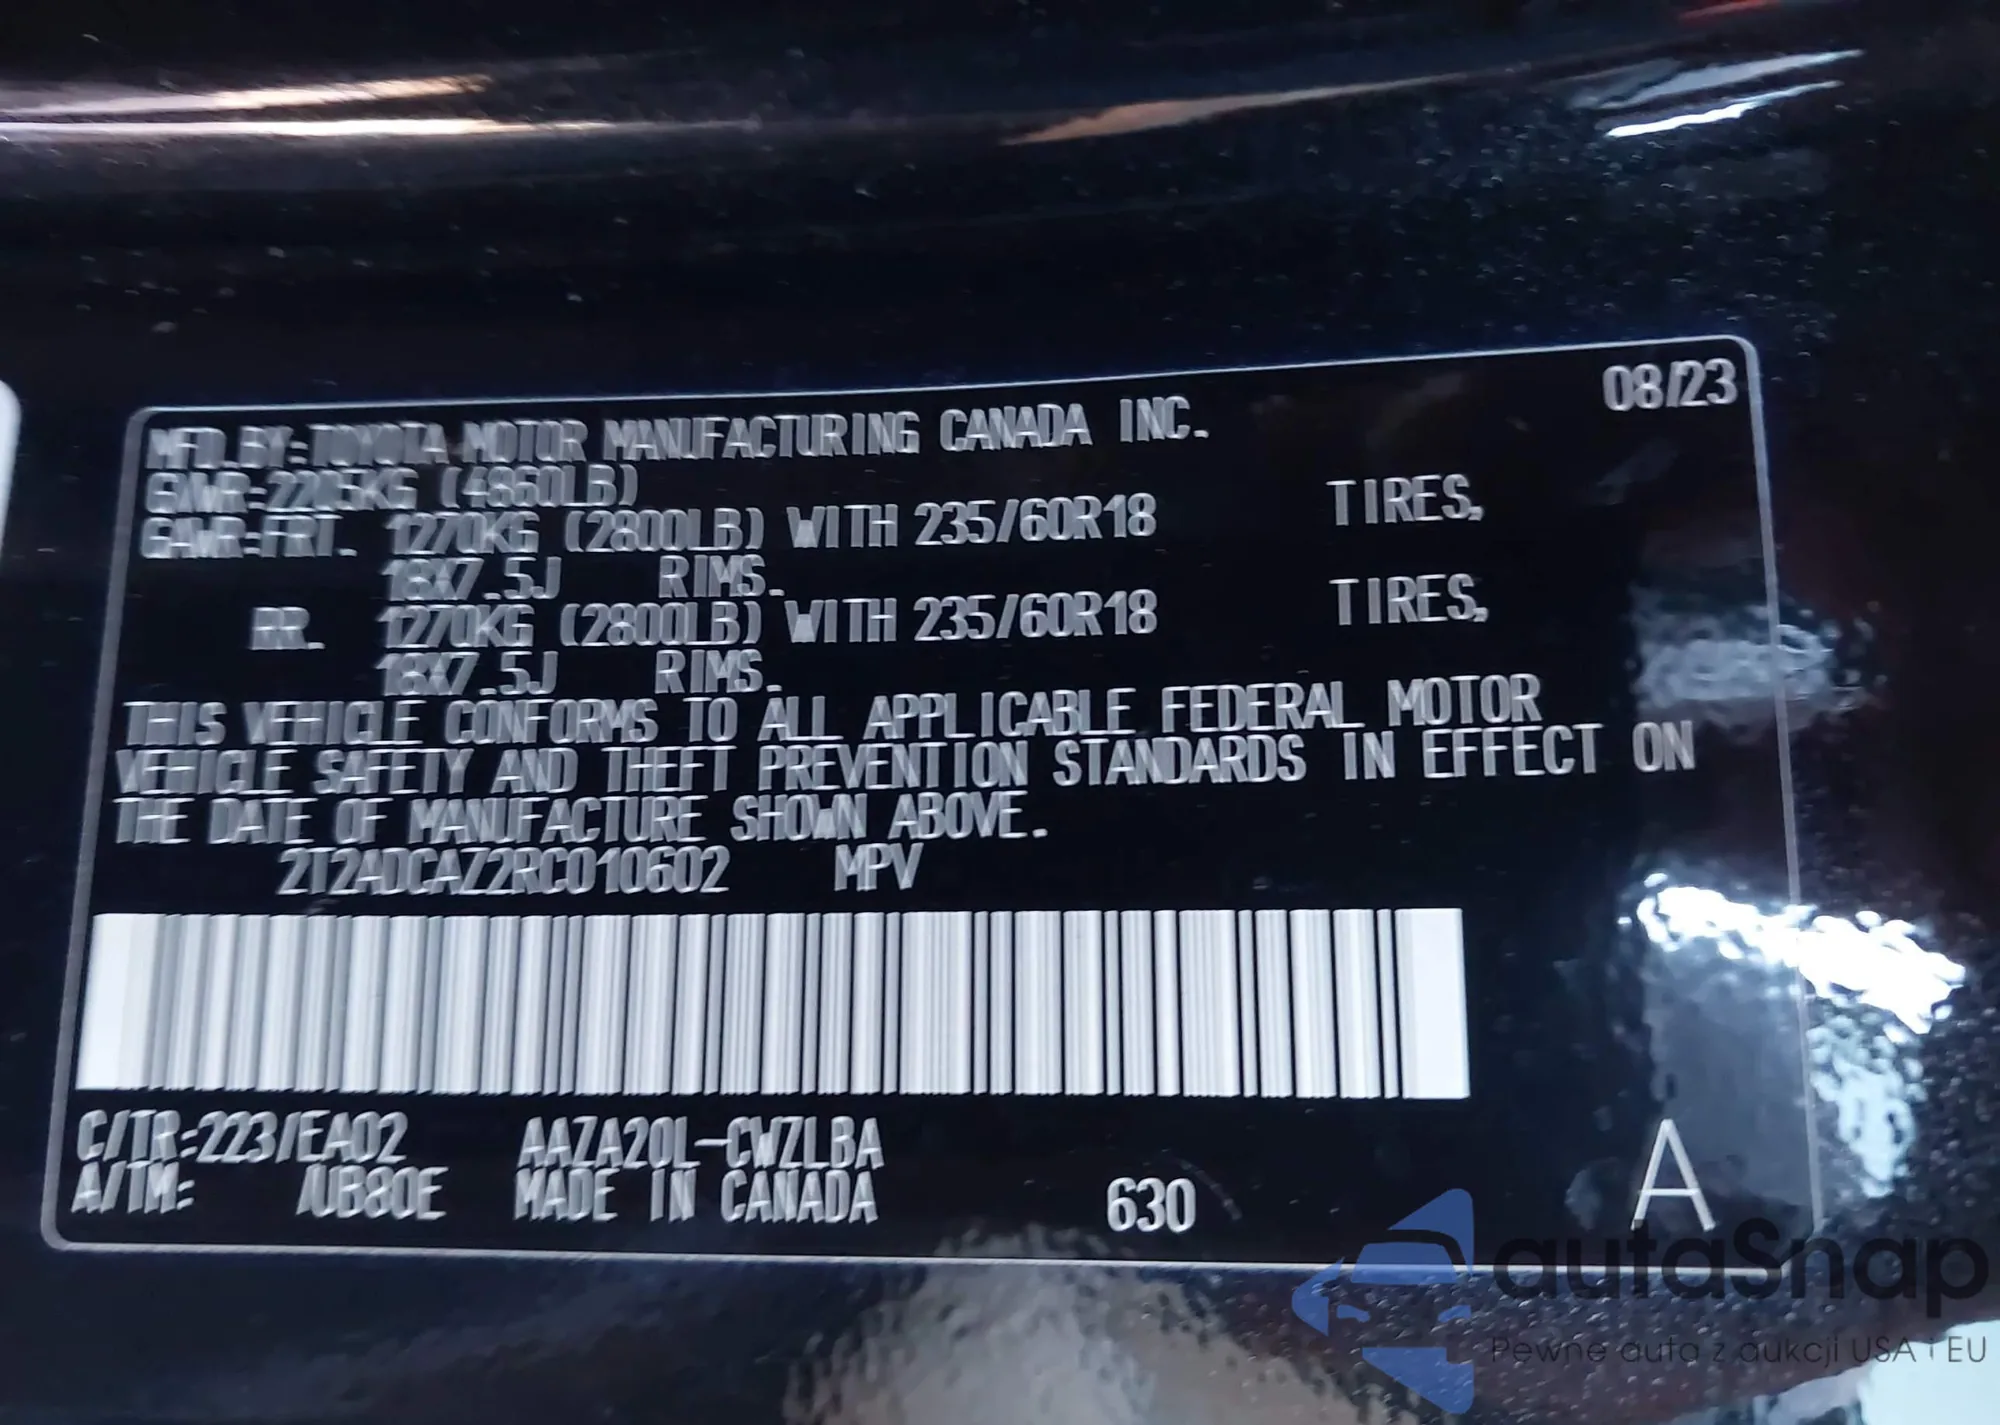 08/23
MFD.BY:TOYOTA MOTOR MANUFACTURING CANADA INC.
GVWR:2205KG (4860LB)
GAWR:FRT. 1270KG (2800LB) WITH 235/60R18 TIRES,
18X7.5J RIMS.
RR. 1270KG (2800LB) WITH 235/60R18 TIRES,
18X7.5J RIMS.
THIS VEHICLE CONFORMS TO ALL APPLICABLE FEDERAL MOTOR
VEHICLE SAFETY AND THEFT PREVENTION STANDARDS IN EFFECT ON
THE DATE OF MANUFACTURE SHOWN ABOVE.
2T2ADCAZ2RC010602 MPV
C/TR:223/EA02 AAZA20L-CWZLBA
A/TM: /UB80E MADE IN CANADA 630 A
autaSnap
Pewne auta z aukcji USA i EU